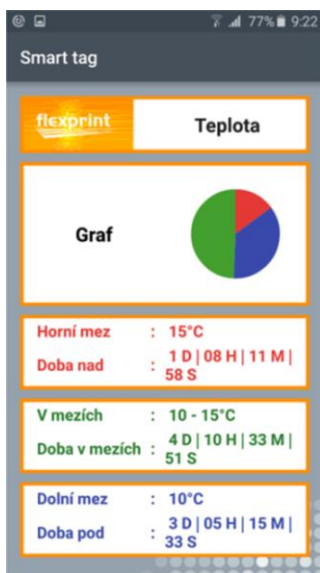 77% 9:22
Smart tag
flexprint
Teplota
Graf
Horní mez : 15°C
Doba nad : 1 D | 08 H | 11 M |
58 S
V mezích : 10 - 15°C
Doba v mezích : 4 D | 10 H | 33 M |
51 S
Dolní mez : 10°C
Doba pod : 3 D | 05 H | 15 M |
33 S